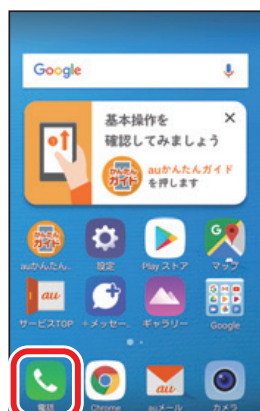 Google
基本操作を
確認してみましょう
かんたん
ガイド
auかんたんガイド
を押します
かんたん
ガイド
auかんたん.
設定
Play ストア
マップ
au
サービスTOP
+メッセー.
ギャラリー
Google
電話
Chrome
au
auメール
カメラ